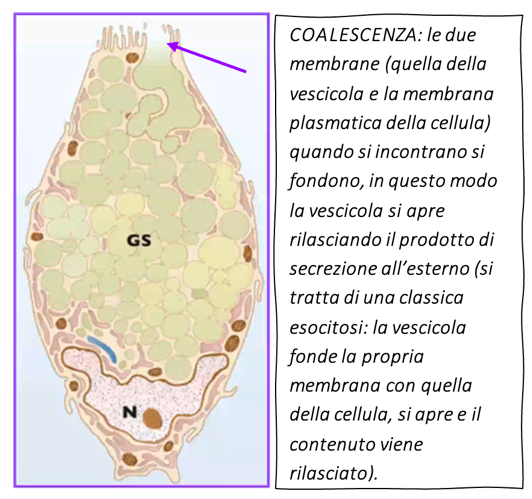 GS
N
COALESCENZA: le due
membrane (quella della
vescicola e la membrana
plasmatica della cellula)
quando si incontrano si
fondono, in questo modo
la vescicola si apre
rilasciando il prodotto di
secrezione all'esterno (si
tratta di una classica
esocitosi: la vescicola
fonde la propria
membrana con quella
della cellula, si apre e il
contenuto viene
rilasciato).